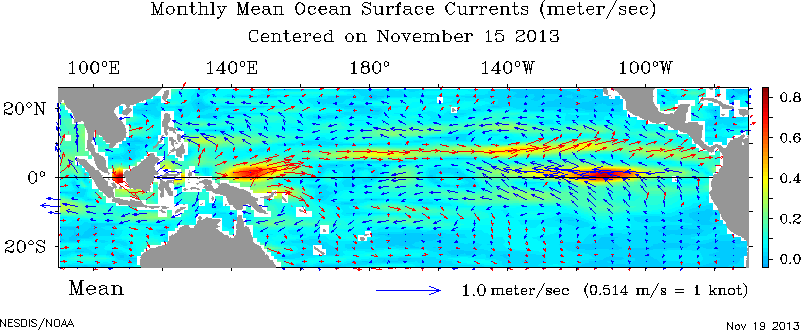 Monthly Mean Ocean Surface Currents (meter/sec)
Centered on November 15 2013
100°E 140°E 180° 140°W 100°W
20°N
0°
20°S
0.8
0.6
0.4
0.2
0.0
Mean
1.0 meter/sec (0.514 m/s = 1 knot)
NESDIS/NOAA
Nov 19 2013